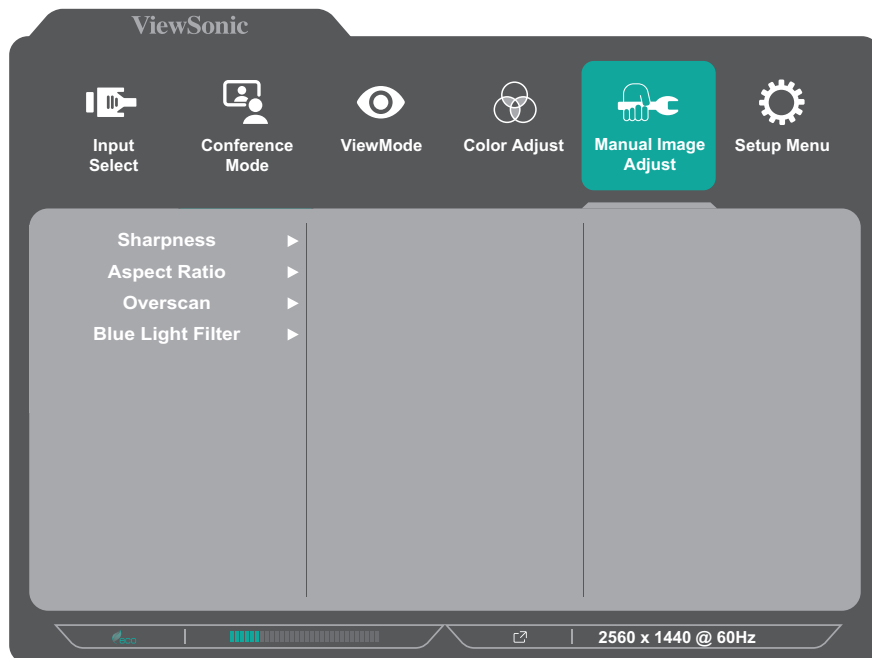 ViewSonic
Input
Select
Conference
Mode
ViewMode
Color Adjust
Manual Image
Adjust
Setup Menu
Sharpness
Aspect Ratio
Overscan
Blue Light Filter
eco
2560 x 1440 @ 60Hz